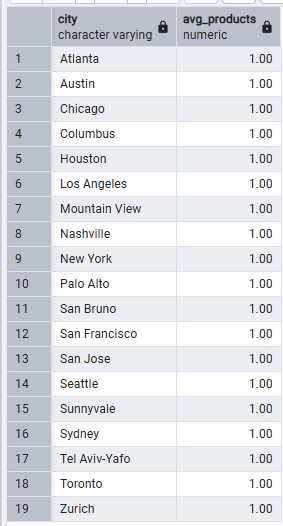 city avg_products
character varying numeric
1 Atlanta 1.00
2 Austin 1.00
3 Chicago 1.00
4 Columbus 1.00
5 Houston 1.00
6 Los Angeles 1.00
7 Mountain View 1.00
8 Nashville 1.00
9 New York 1.00
10 Palo Alto 1.00
11 San Bruno 1.00
12 San Francisco 1.00
13 San Jose 1.00
14 Seattle 1.00
15 Sunnyvale 1.00
16 Sydney 1.00
17 Tel Aviv-Yafo 1.00
18 Toronto 1.00
19 Zurich 1.00